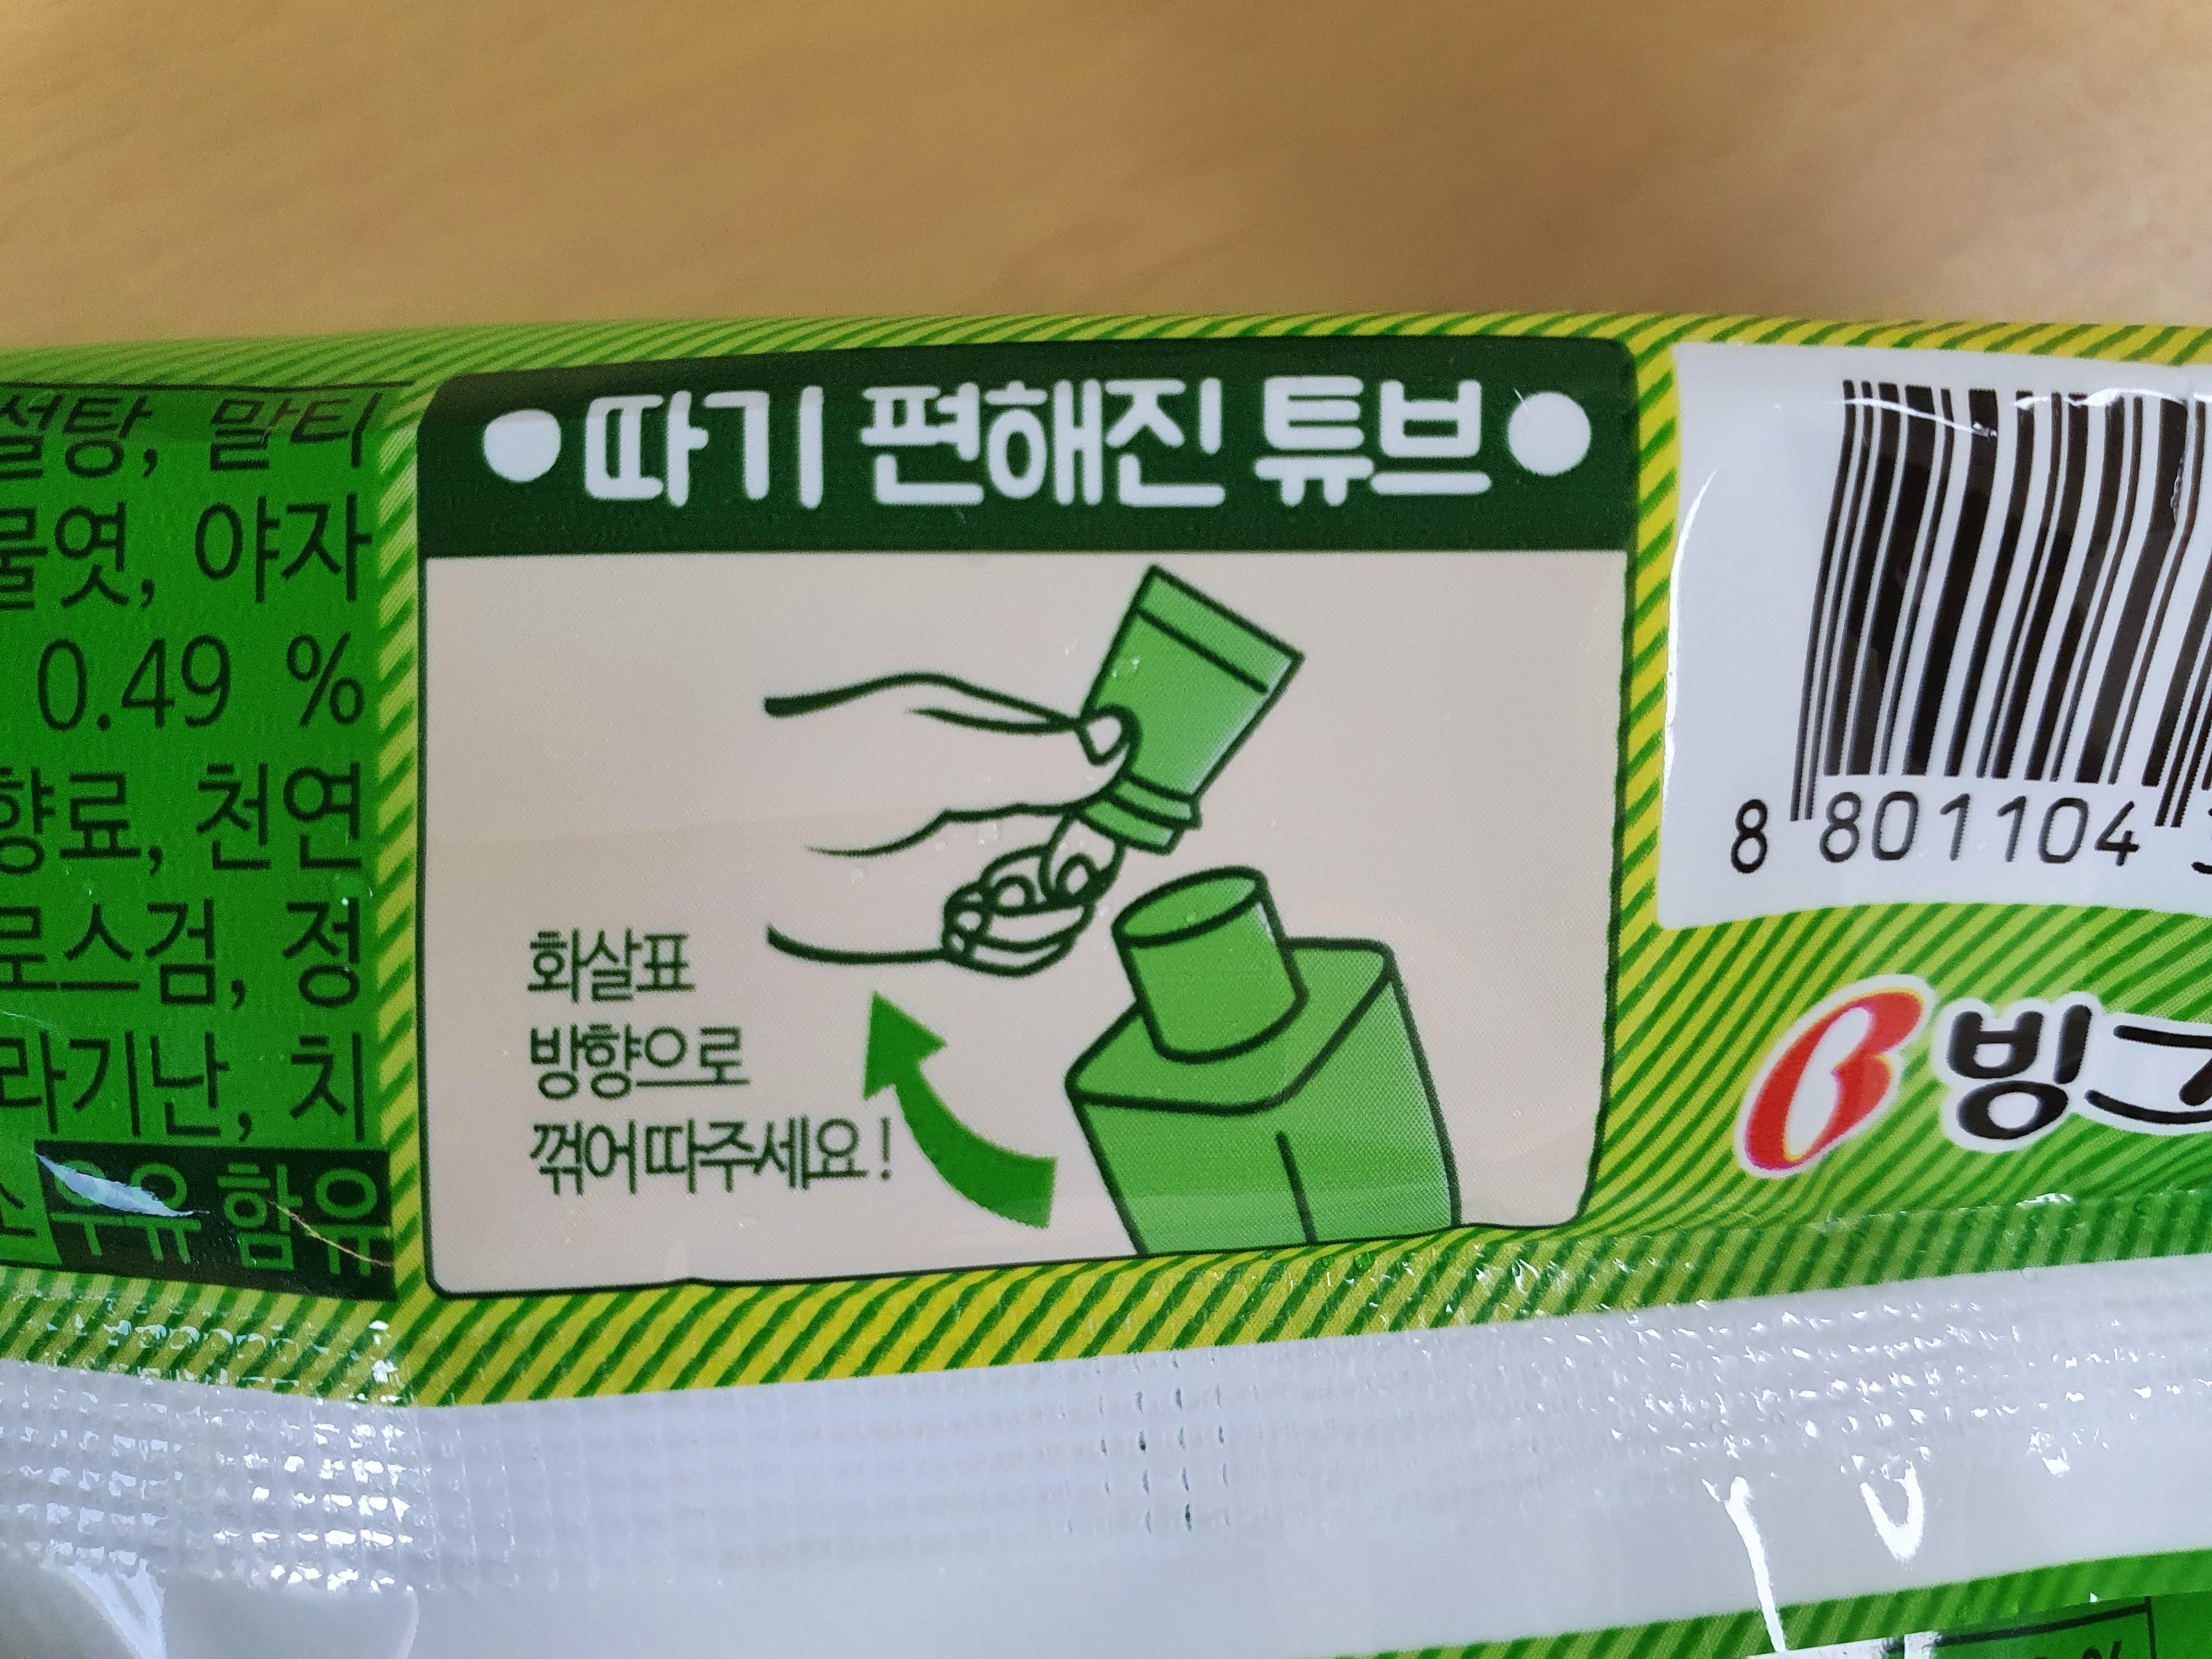 설탕, 말티
물엿, 야자
0.49 %
향료, 천연
로스검, 정
라기난, 치
우유 함유
●따기 편해진 튜브●
화살표
방향으로
꺾어 따주세요!
8 801104
빙그
%